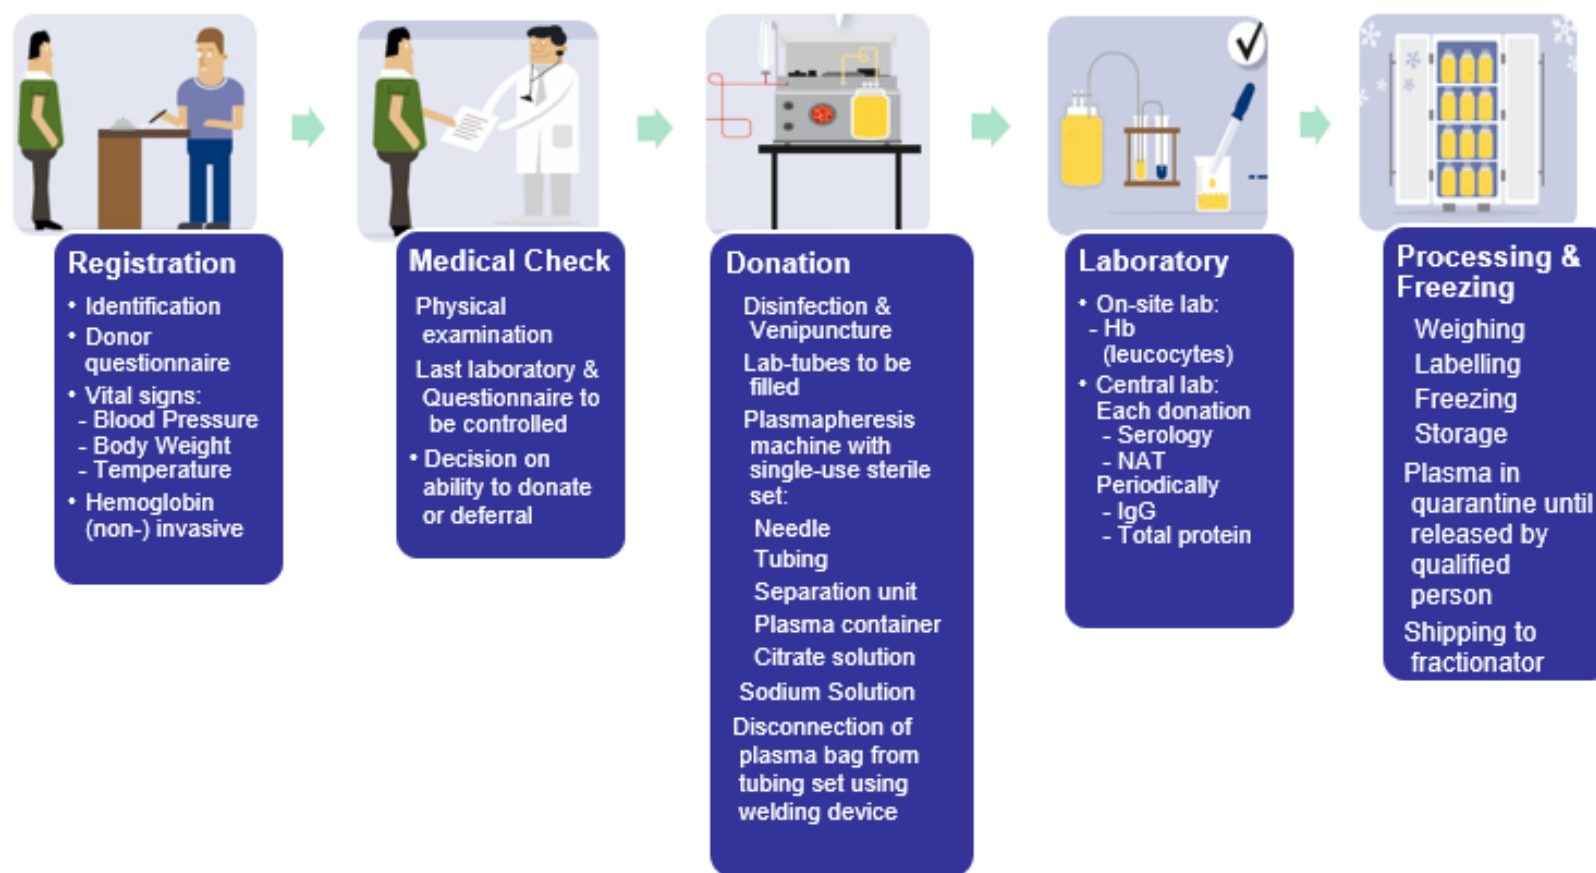 Registration
• Identification
• Donor
questionnaire
• Vital signs:
- Blood Pressure
- Body Weight
- Temperature
• Hemoglobin
(non-) invasive
Medical Check
Physical
examination
Last laboratory &
Questionnaire to
be controlled
• Decision on
ability to donate
or deferral
Donation
Disinfection &
Venipuncture
Lab-tubes to be
filled
Plasmapheresis
machine with
single-use sterile
set:
Needle
Tubing
Separation unit
Plasma container
Citrate solution
Sodium Solution
Disconnection of
plasma bag from
tubing set using
welding device
Laboratory
• On-site lab:
- Hb
(leucocytes)
• Central lab:
Each donation
- Serology
- NAT
Periodically
- IgG
- Total protein
Processing &
Freezing
Weighing
Labelling
Freezing
Storage
Plasma in
quarantine until
released by
qualified
person
Shipping to
fractionator